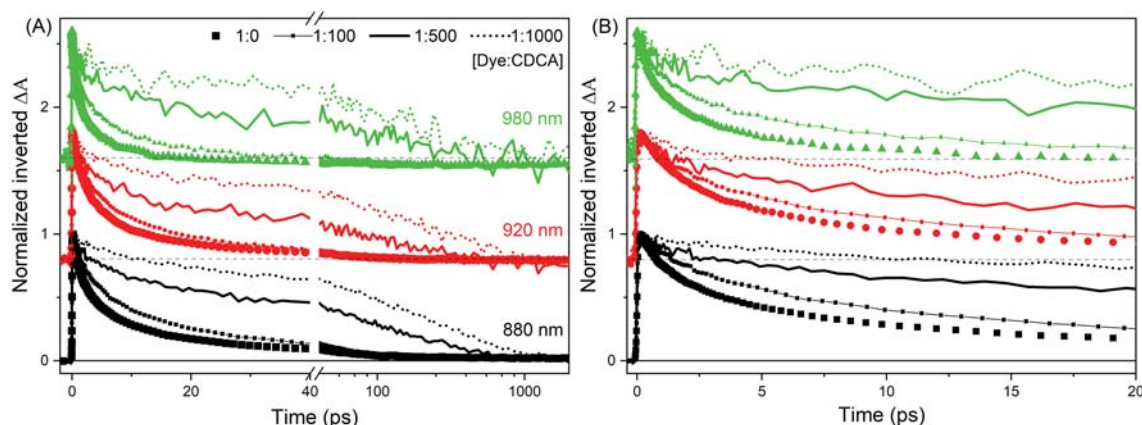 (A)
1:0 1:100 1:500 1:1000
[Dye:CDCA]
980 nm
920 nm
880 nm
Normalized inverted ΔA
2
1
0
0 20 40 100 1000
Time (ps)
(B)
Normalized inverted ΔA
2
1
0
0 5 10 15 20
Time (ps)